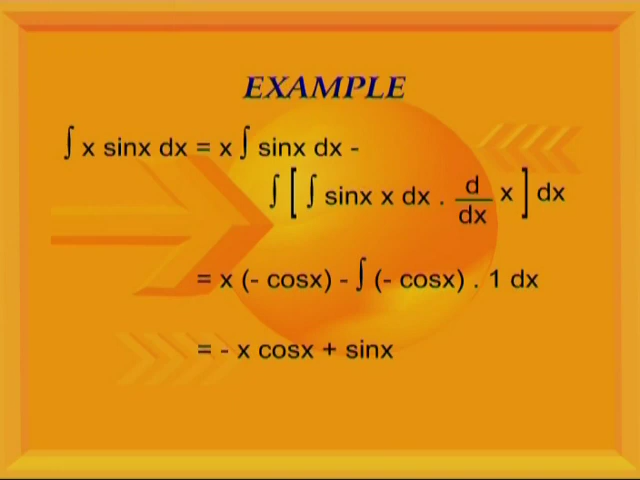 EXAMPLE
∫ x sinx dx = x ∫ sinx dx -
∫ [ ∫ sinx x dx . d/dx x ] dx
= x (- cosx) - ∫ (- cosx) . 1 dx
= - x cosx + sinx